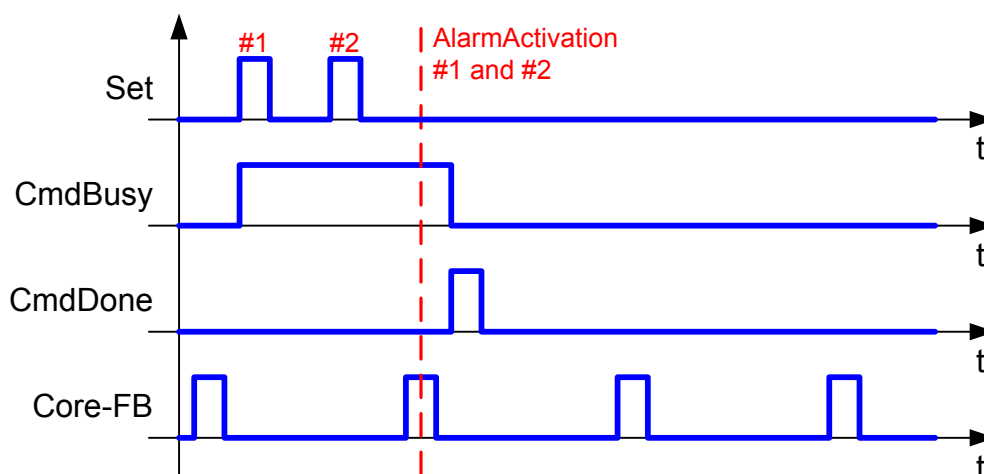 #1
#2
AlarmActivation
#1 and #2
Set
t
CmdBusy
t
CmdDone
t
Core-FB
t